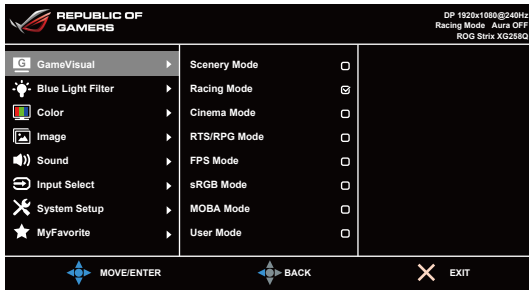 REPUBLIC OF
GAMERS
DP 1920x1080@240Hz
Racing Mode Aura OFF
ROG Strix XG258Q
G GameVisual
Blue Light Filter
Color
Image
Sound
Input Select
System Setup
MyFavorite
Scenery Mode
Racing Mode
Cinema Mode
RTS/RPG Mode
FPS Mode
sRGB Mode
MOBA Mode
User Mode
MOVE/ENTER
BACK
EXIT